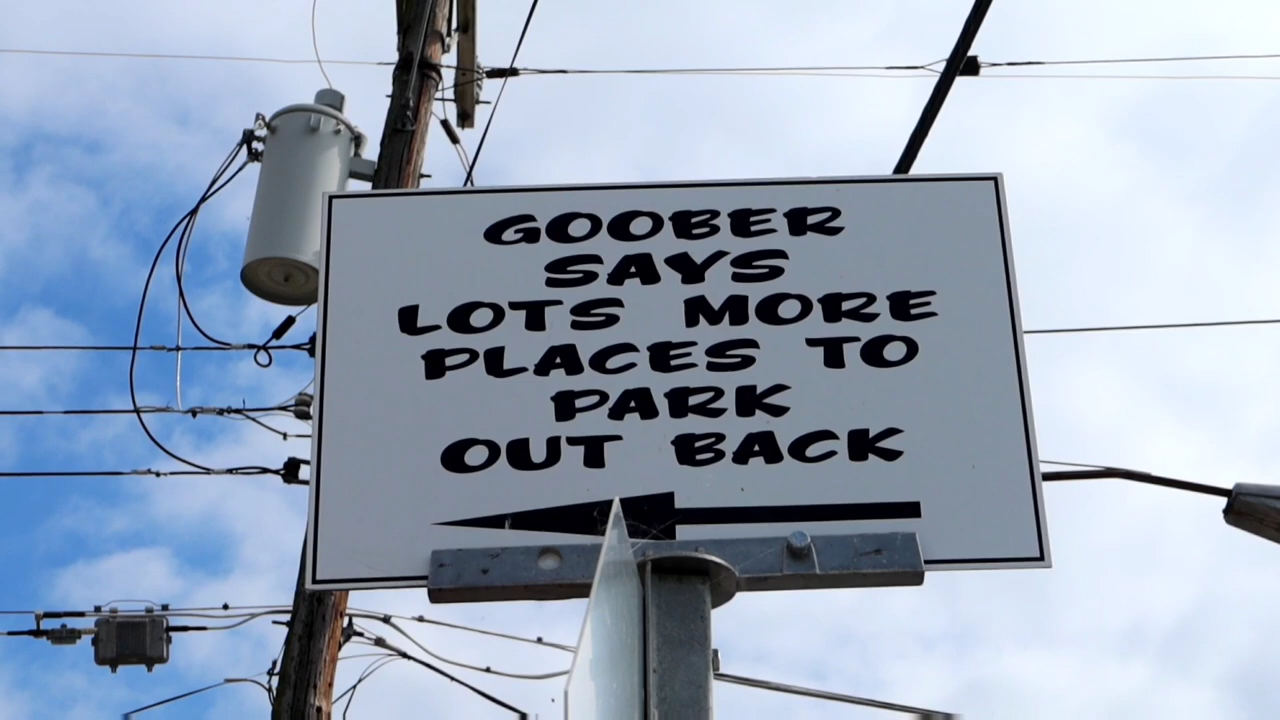 GOOBER
SAYS
LOTS MORE
PLACES TO
PARK
OUT BACK